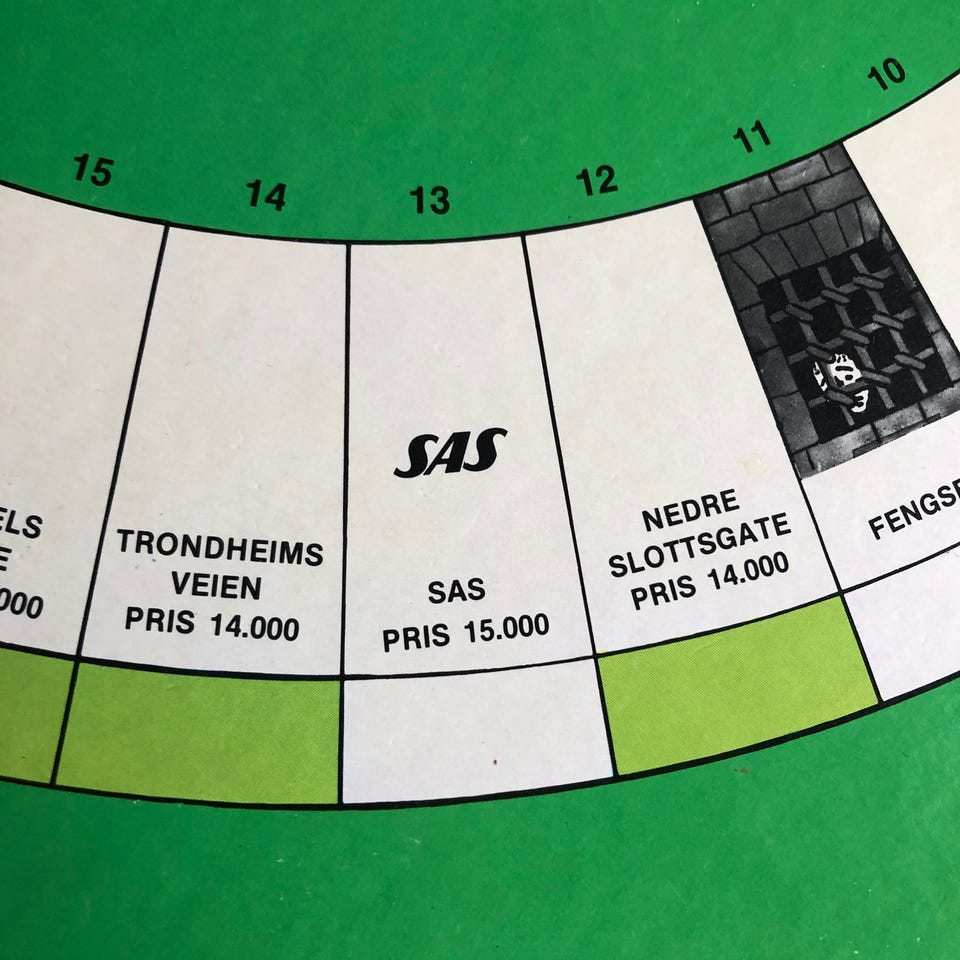 15
14
13
12
11
10
TRONDHEIMS
VEIEN
PRIS 14.000
SAS
SAS
PRIS 15.000
NEDRE
SLOTTSGATE
PRIS 14.000